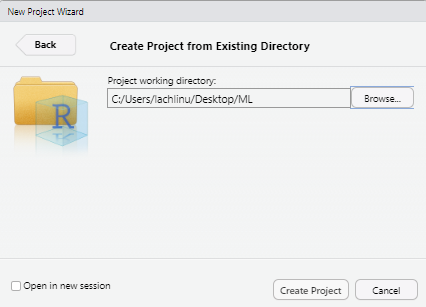 New Project Wizard
Back
Create Project from Existing Directory
Project working directory:
C:/Users/lachlinu/Desktop/ML
Browse...
R
Open in new session
Create Project
Cancel